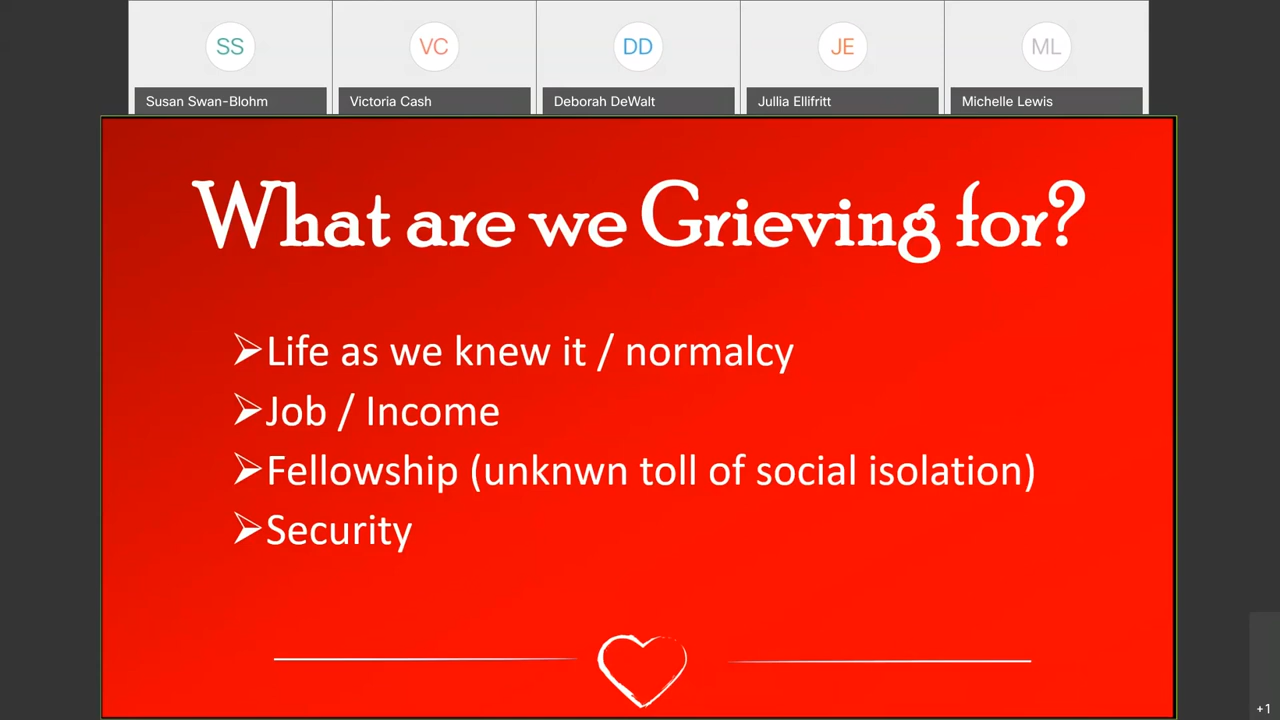 SS
VC
DD
JE
ML
Susan Swan-Blohm
Victoria Cash
Deborah DeWalt
Jullia Ellifritt
Michelle Lewis
What are we Grieving for?
➢Life as we knew it / normalcy
➢Job / Income
➢Fellowship (unknwn toll of social isolation)
➢Security
+1